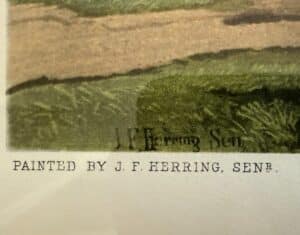 J.F. Herring Sen.
PAINTED BY J. F. HERRING, SENR.